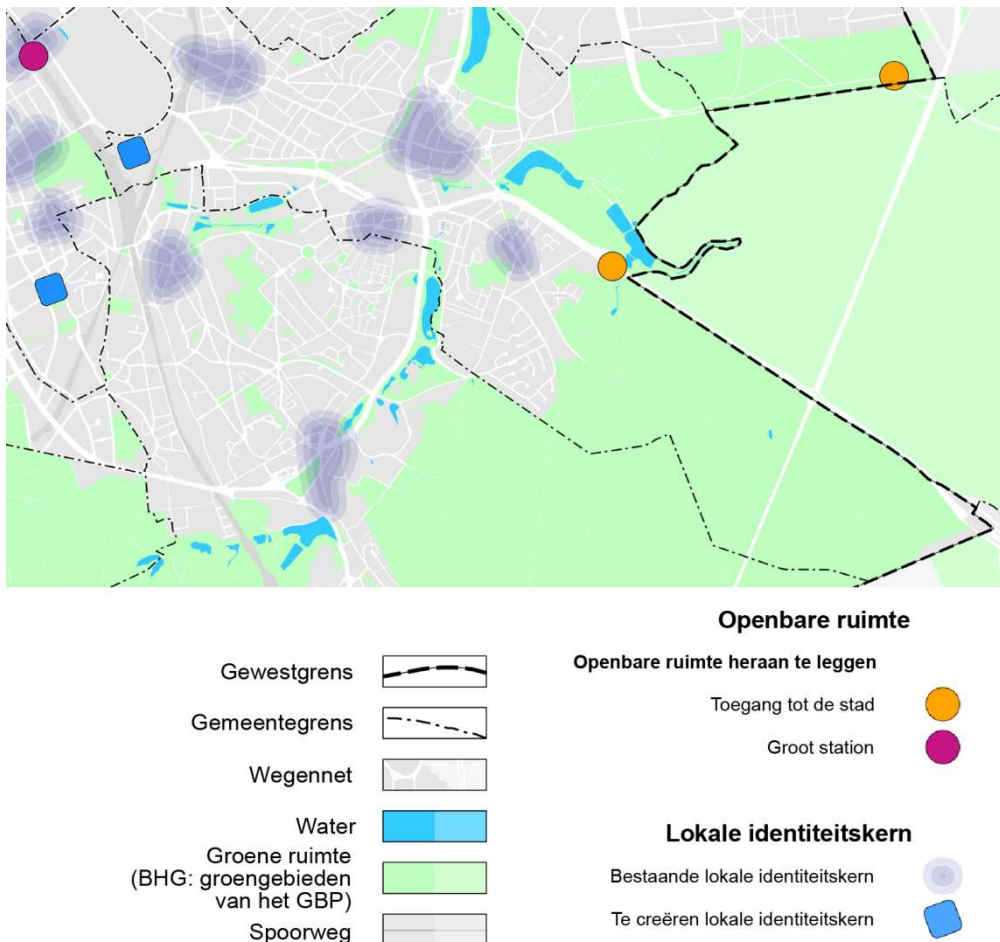 Gewestgrens
Gemeentegrens
Wegennet
Water
Groene ruimte
(BHG: groengebieden
van het GBP)
Spoorweg
Openbare ruimte
Openbare ruimte heraan te leggen
Toegang tot de stad
Groot station
Lokale identiteitskern
Bestaande lokale identiteitskern
Te creëren lokale identiteitskern